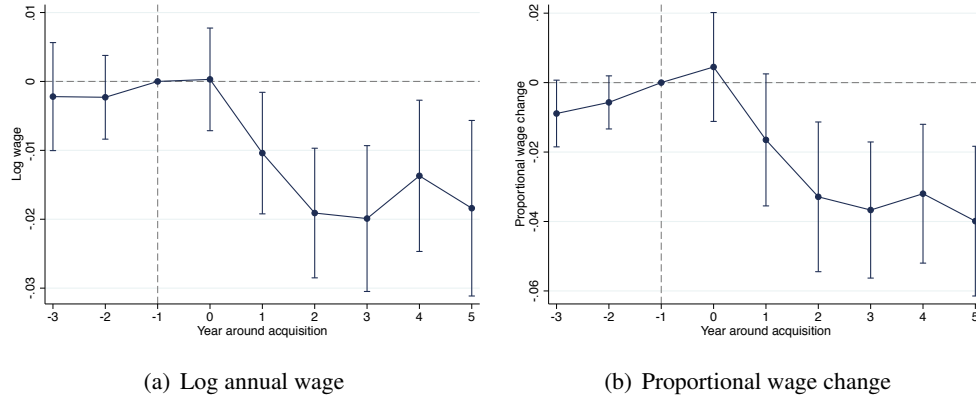 .01
0
-.01
-.02
-.03
Log wage
-3 -2 -1 0 1 2 3 4 5
Year around acquisition
(a) Log annual wage
.02
0
-.02
-.04
-.06
Proportional wage change
-3 -2 -1 0 1 2 3 4 5
Year around acquisition
(b) Proportional wage change